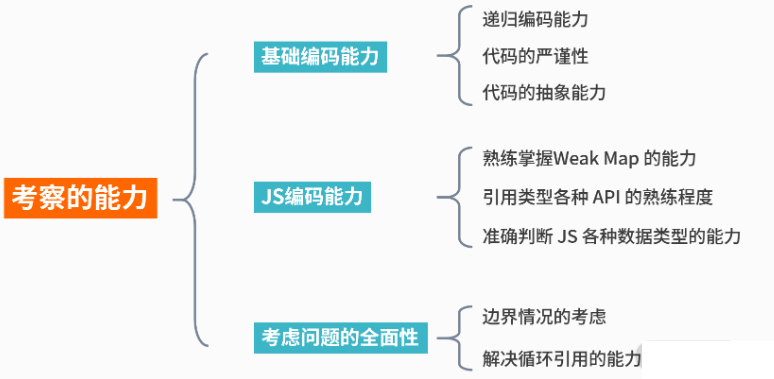 考察的能力
基础编码能力
递归编码能力
代码的严谨性
代码的抽象能力
JS编码能力
熟练掌握Weak Map 的能力
引用类型各种 API 的熟练程度
准确判断 JS 各种数据类型的能力
考虑问题的全面性
边界情况的考虑
解决循环引用的能力